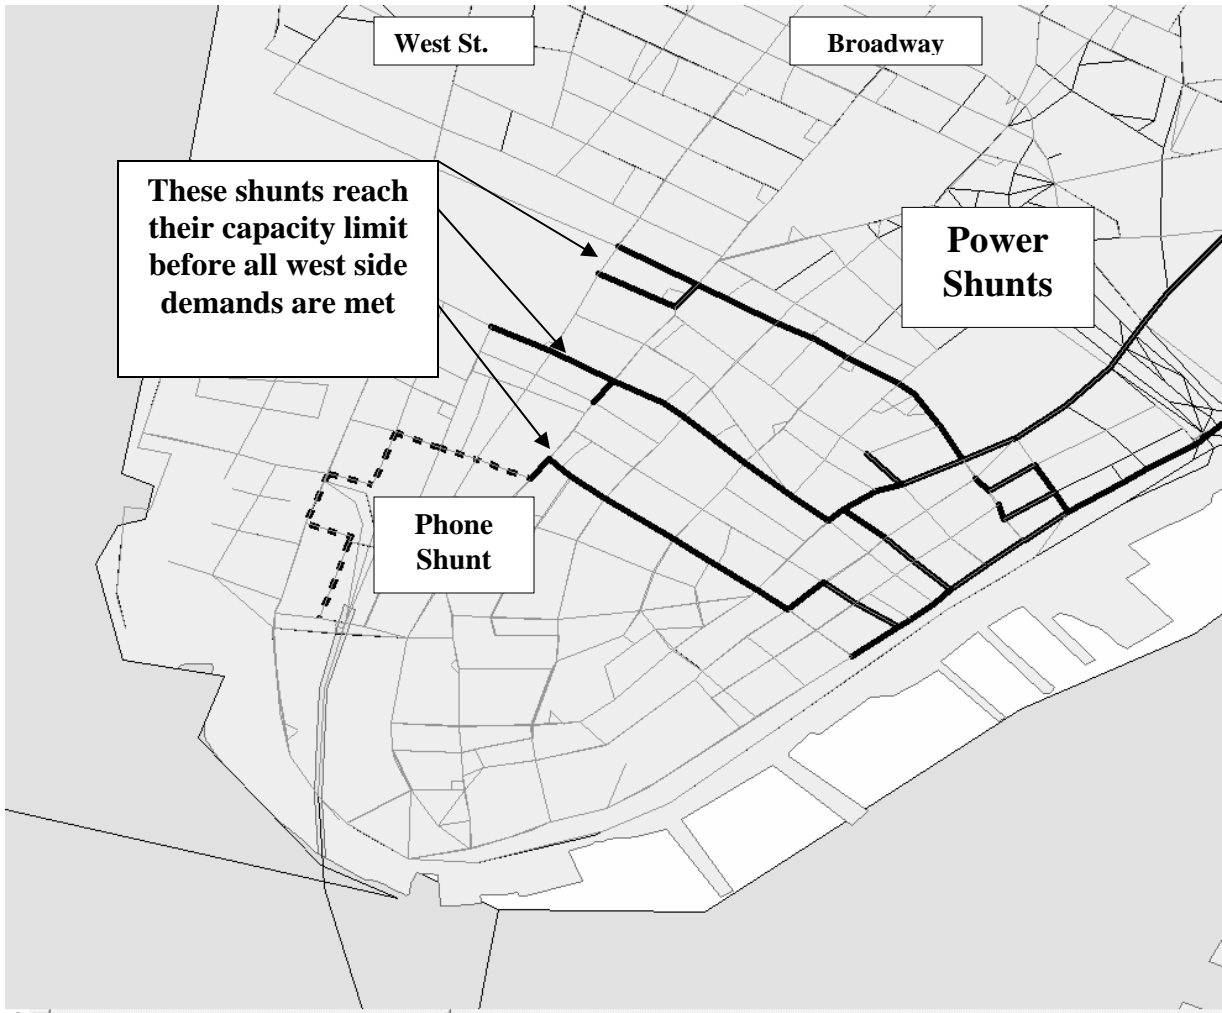 West St.
Broadway
These shunts reach
their capacity limit
before all west side
demands are met
Power
Shunts
Phone
Shunt